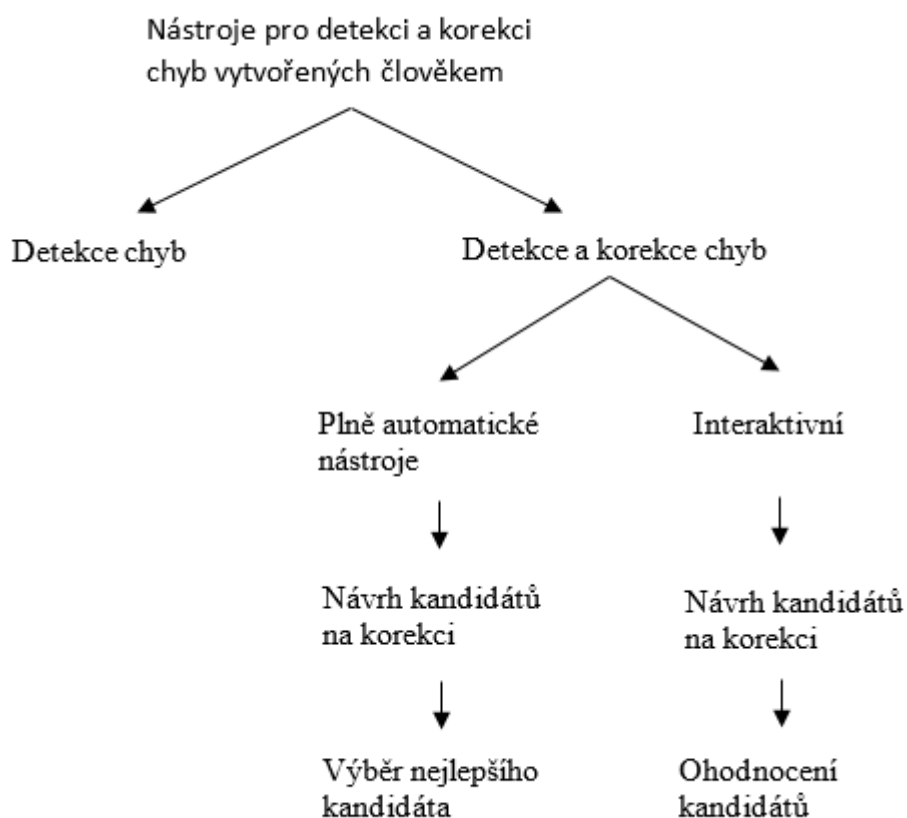 Nástroje pro detekci a korekci
chyb vytvořených člověkem
Detekce chyb
Detekce a korekce chyb
Plně automatické
nástroje
Interaktivní
Návrh kandidátů
na korekci
Návrh kandidátů
na korekci
Výběr nejlepšího
kandidáta
Ohodnocení
kandidátů